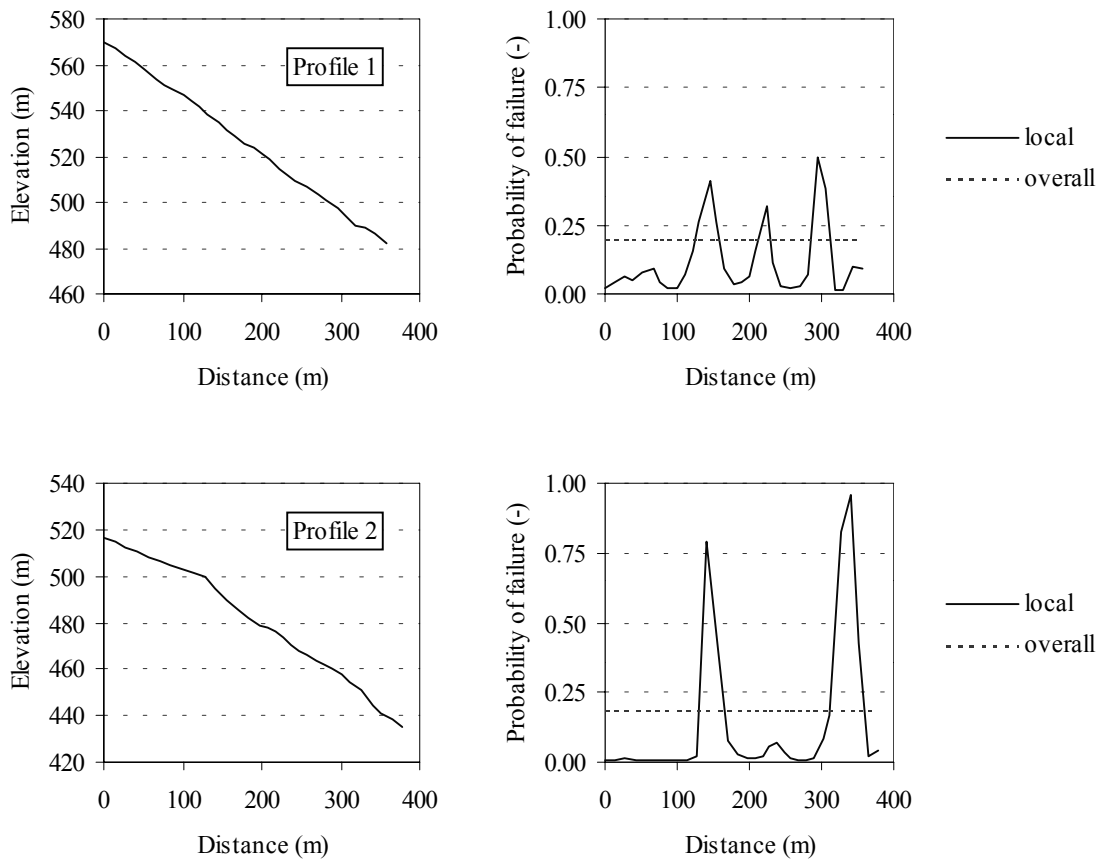 580
560
540
520
500
480
460
Elevation (m)
Profile 1
0 100 200 300 400
Distance (m)
1.00
0.75
0.50
0.25
0.00
Probability of failure (-)
0 100 200 300 400
Distance (m)
local
overall
540
520
500
480
460
440
420
Elevation (m)
Profile 2
0 100 200 300 400
Distance (m)
1.00
0.75
0.50
0.25
0.00
Probability of failure (-)
0 100 200 300 400
Distance (m)
local
overall